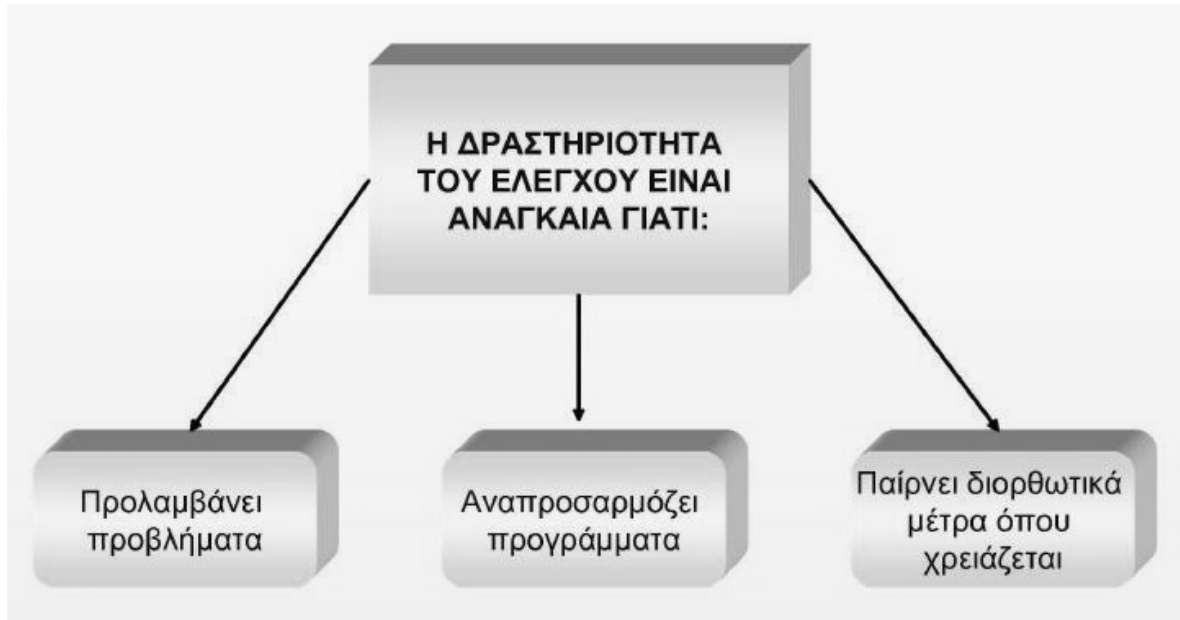 Η ΔΡΑΣΤΗΡΙΟΤΗΤΑ
ΤΟΥ ΕΛΕΓΧΟΥ ΕΙΝΑΙ
ΑΝΑΓΚΑΙΑ ΓΙΑΤΙ:
Προλαμβάνει
προβλήματα
Αναπροσαρμόζει
προγράμματα
Παίρνει διορθωτικά
μέτρα όπου
χρειάζεται